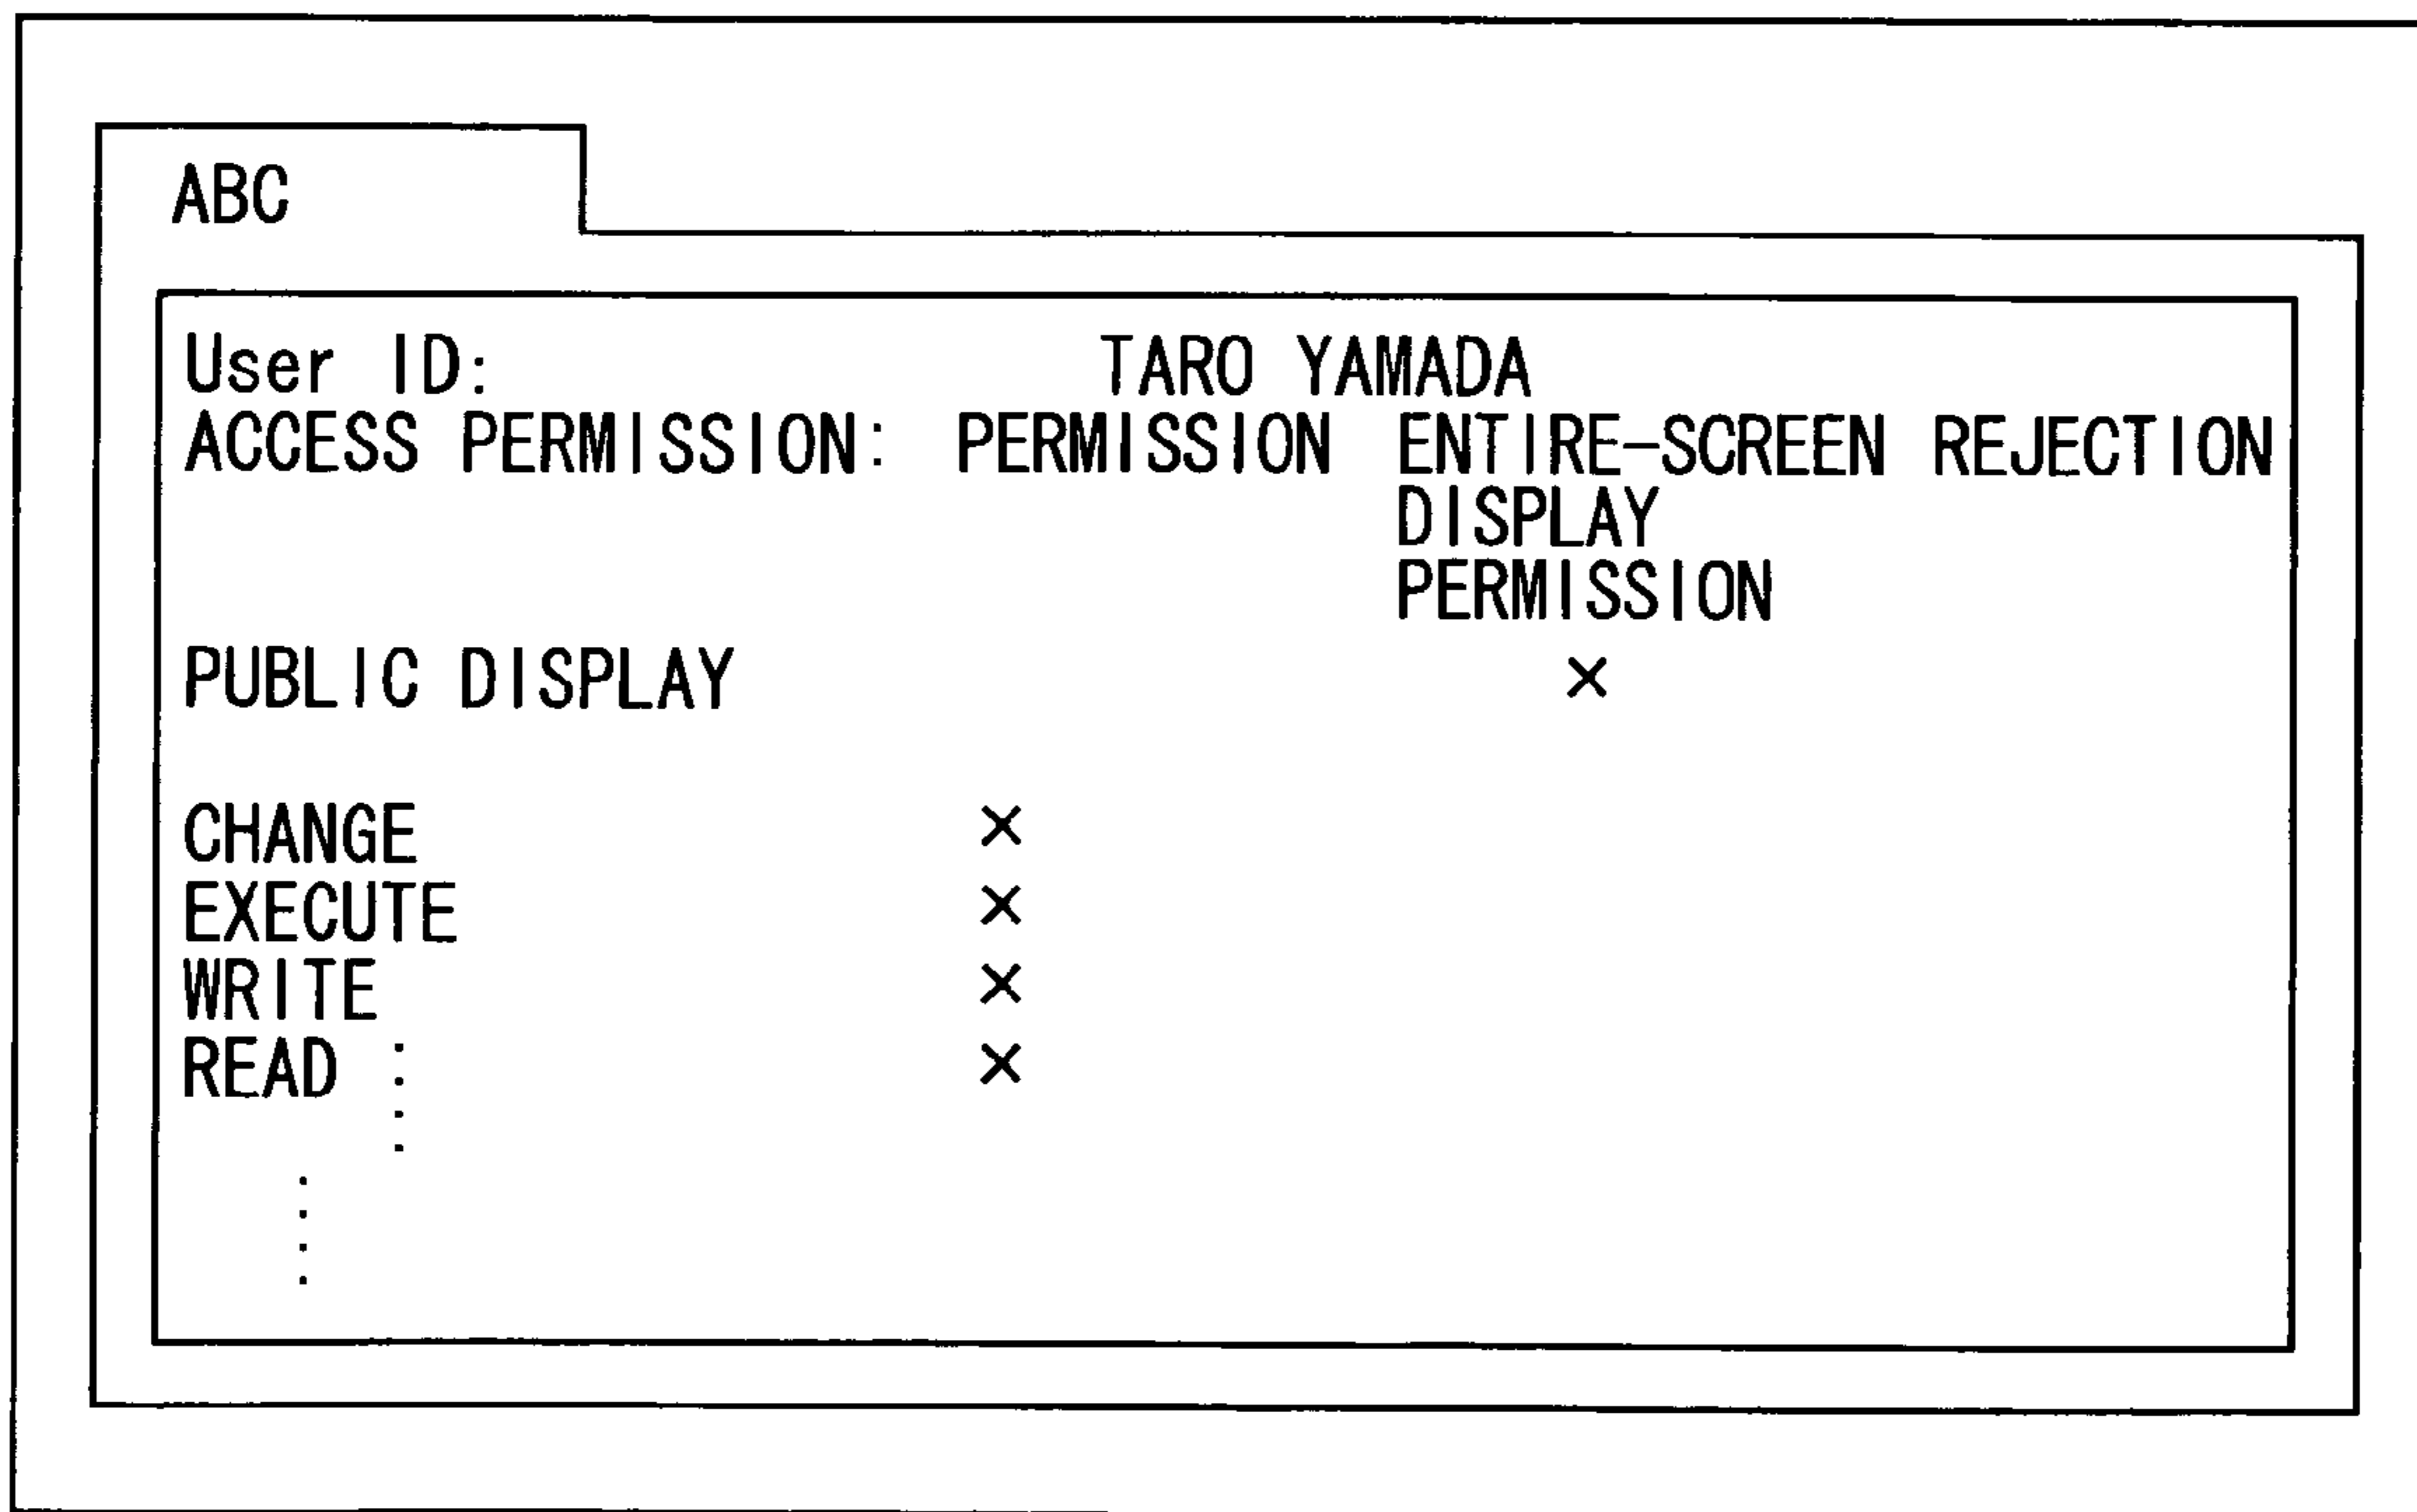 ABC
User ID: TARO YAMADA
ACCESS PERMISSION: PERMISSION ENTIRE-SCREEN REJECTION
DISPLAY
PERMISSION
PUBLIC DISPLAY ×
CHANGE ×
EXECUTE ×
WRITE ×
READ ×